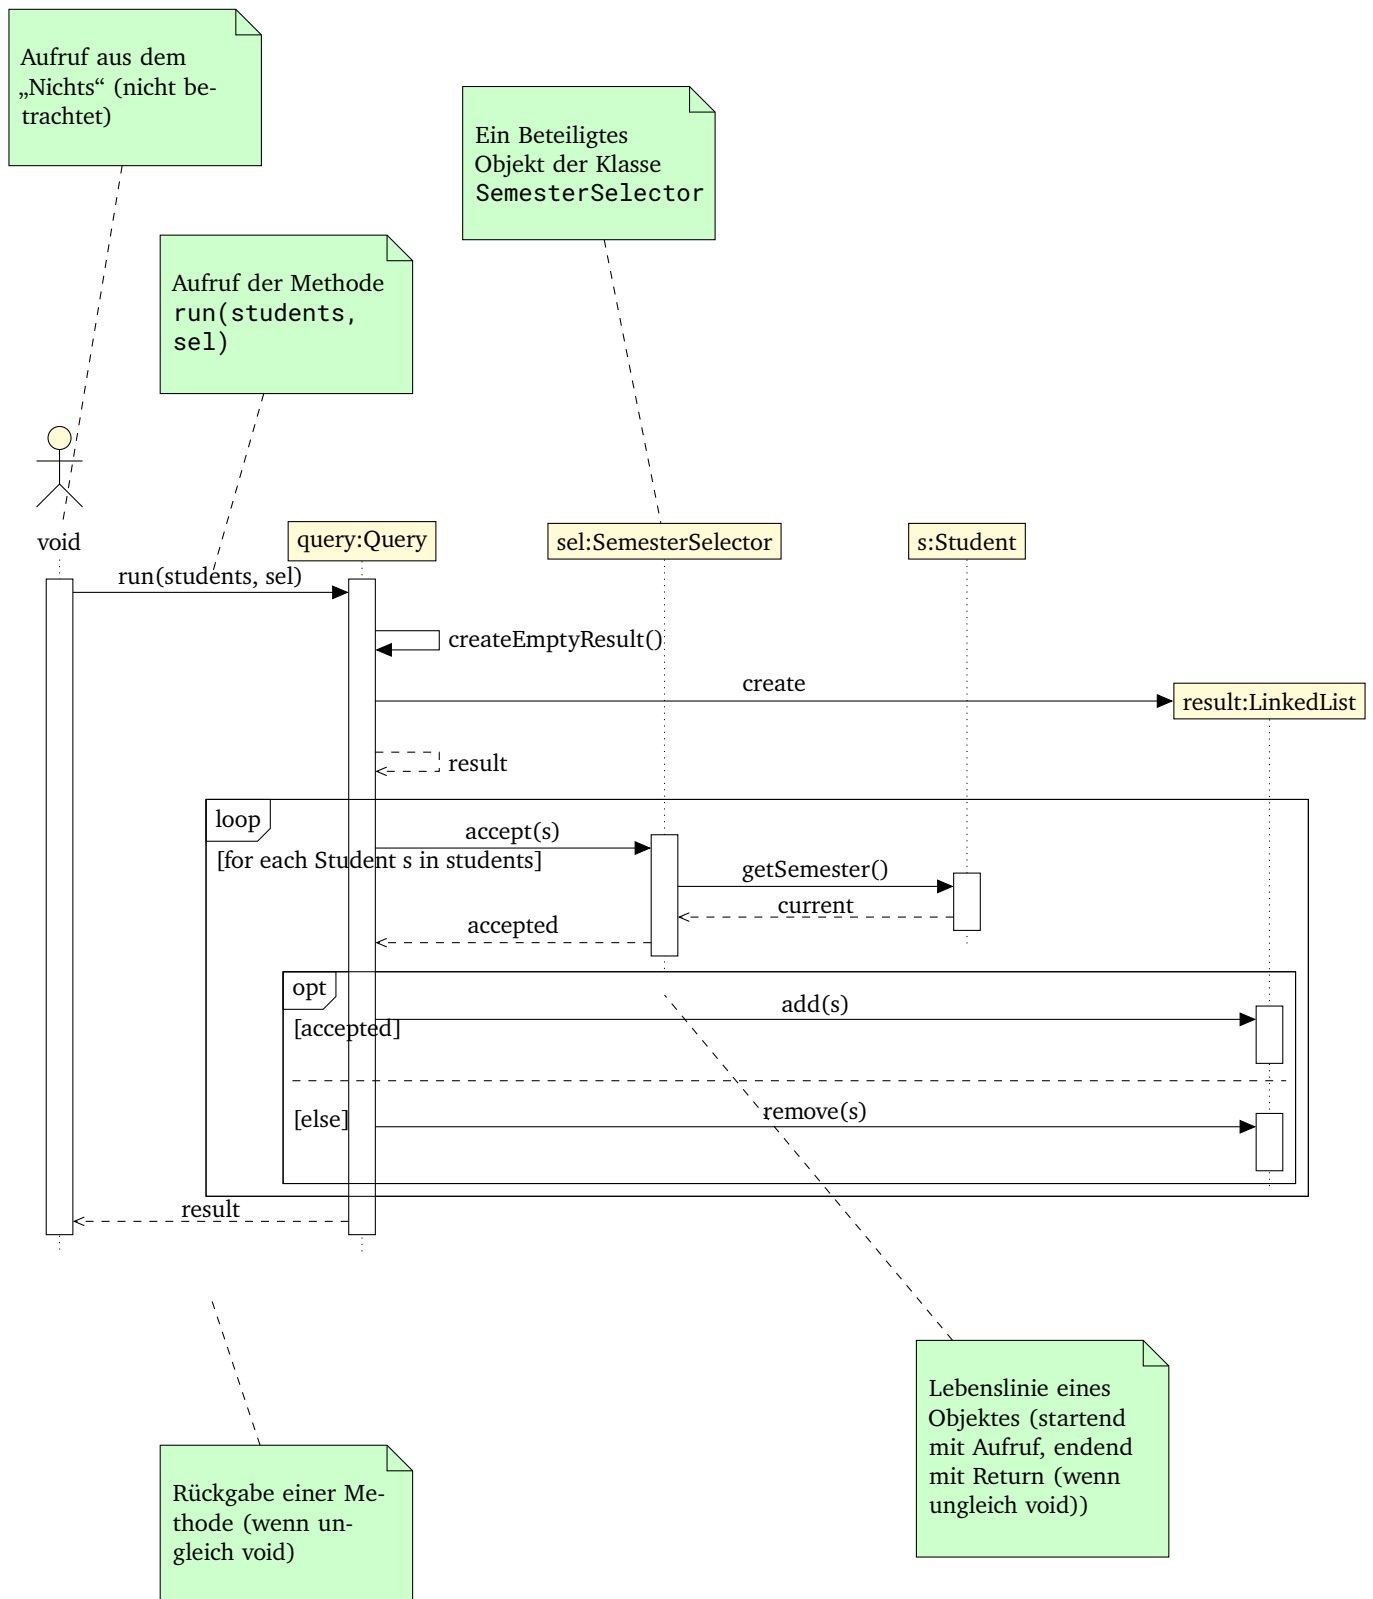 Aufruf aus dem
„Nichts“ (nicht be-
trachtet)
Ein Beteiligtes
Objekt der Klasse
SemesterSelector
Aufruf der Methode
run(students,
sel)
void
query:Query
sel:SemesterSelector
s:Student
run(students, sel)
createEmptyResult()
create
result:LinkedList
result
loop
accept(s)
[for each Student s in students]
getSemester()
current
accepted
opt
add(s)
[accepted]
remove(s)
[else]
result
Lebenslinie eines
Objektes (startend
mit Aufruf, endend
mit Return (wenn
ungleich void))
Rückgabe einer Me-
thode (wenn un-
gleich void)